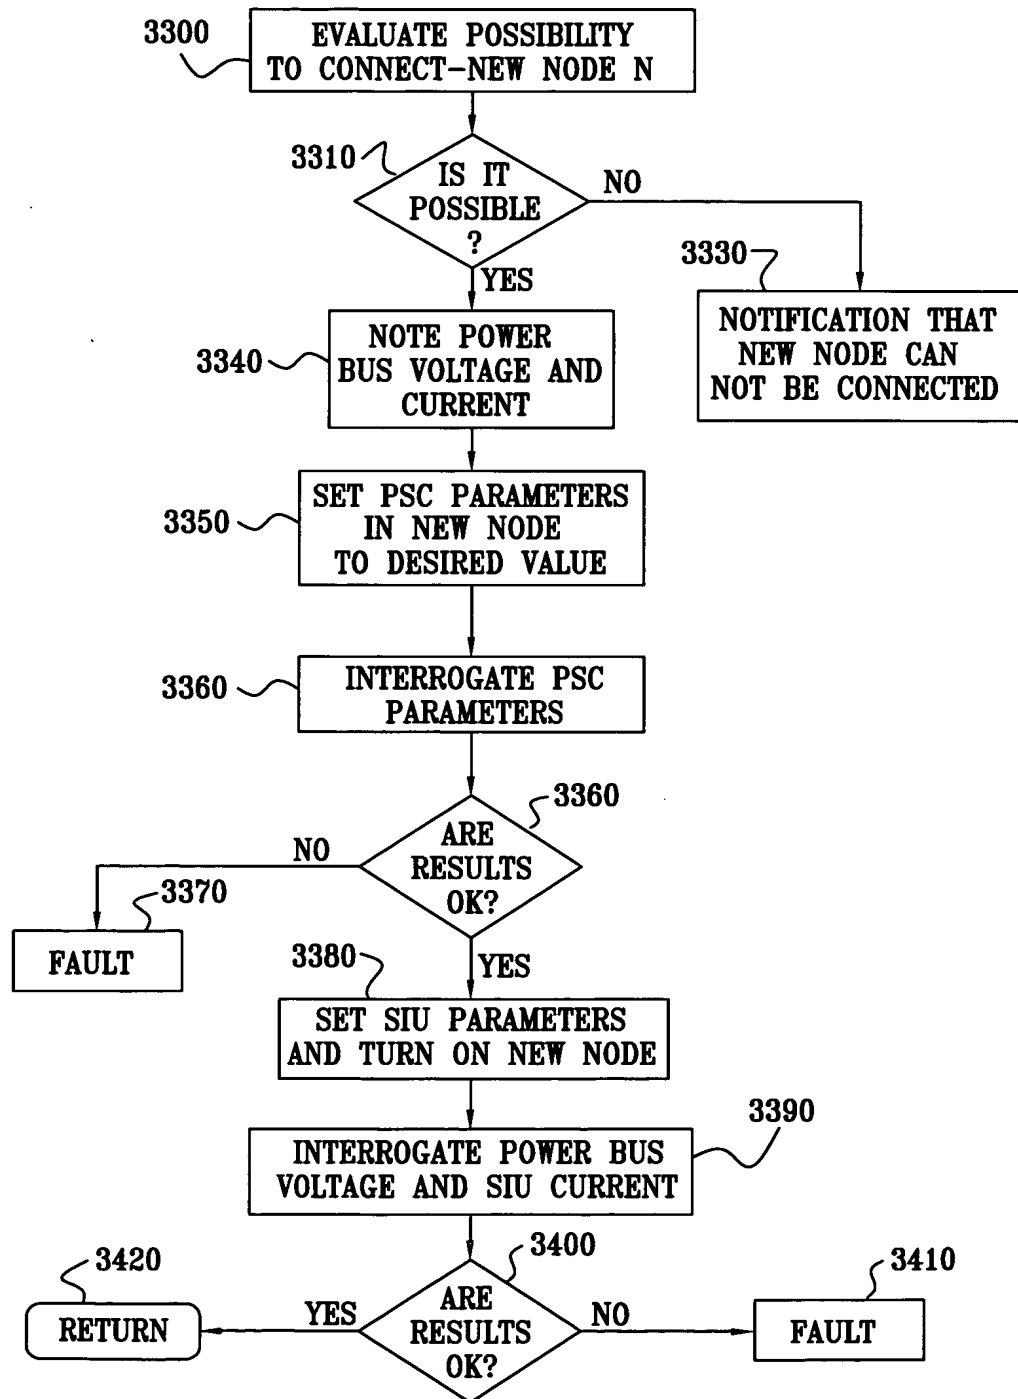 3300
EVALUATE POSSIBILITY
TO CONNECT-NEW NODE N
3310
IS IT
POSSIBLE
?
NO
YES
3330
NOTIFICATION THAT
NEW NODE CAN
NOT BE CONNECTED
3340
NOTE POWER
BUS VOLTAGE AND
CURRENT
3350
SET PSC PARAMETERS
IN NEW NODE
TO DESIRED VALUE
3360
INTERROGATE PSC
PARAMETERS
3360
ARE
RESULTS
OK?
NO
3370
FAULT
YES
3380
SET SIU PARAMETERS
AND TURN ON NEW NODE
3390
INTERROGATE POWER BUS
VOLTAGE AND SIU CURRENT
3400
ARE
RESULTS
OK?
YES
3420
RETURN
NO
3410
FAULT